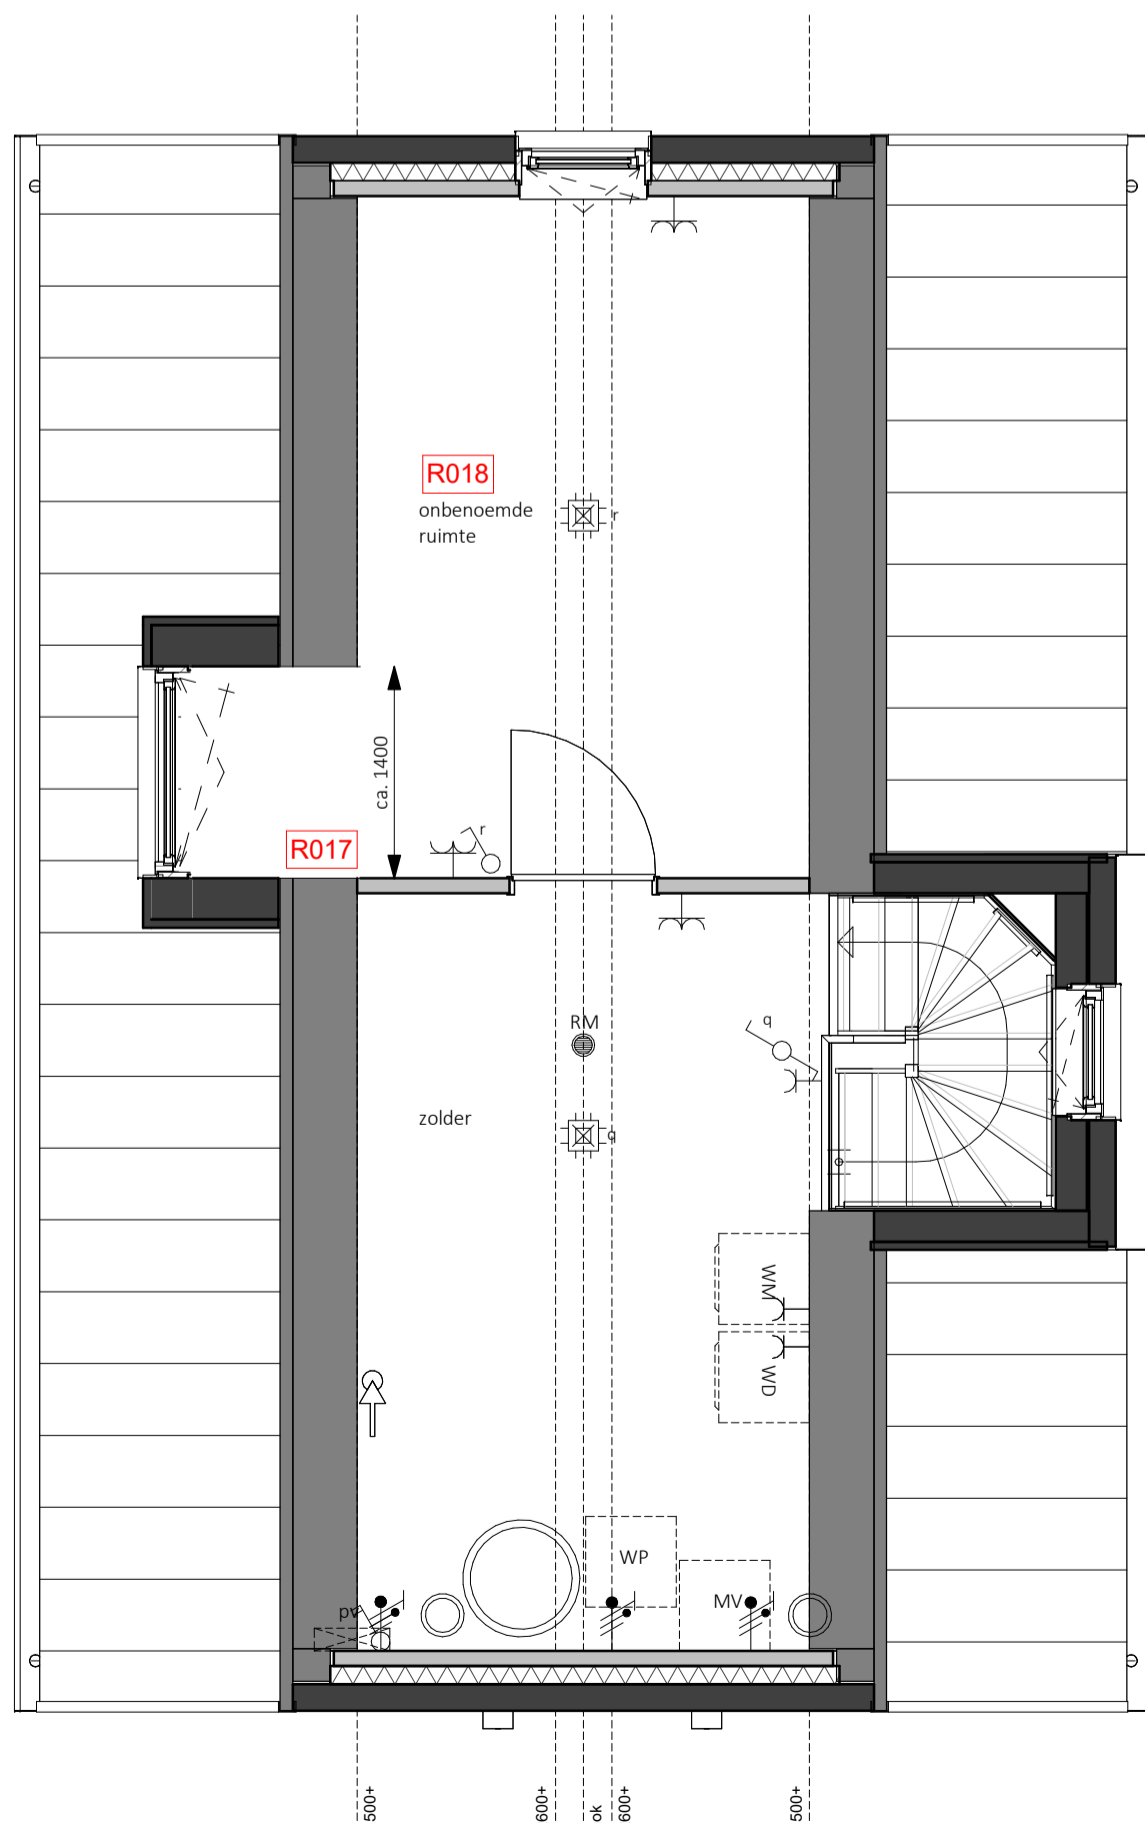 R018
onbenoemde
ruimte
r
ca. 1400
r
R017
RM
q
zolder
q
WM
WD
WP
MV
pv
500+
600+
ok
600+
500+